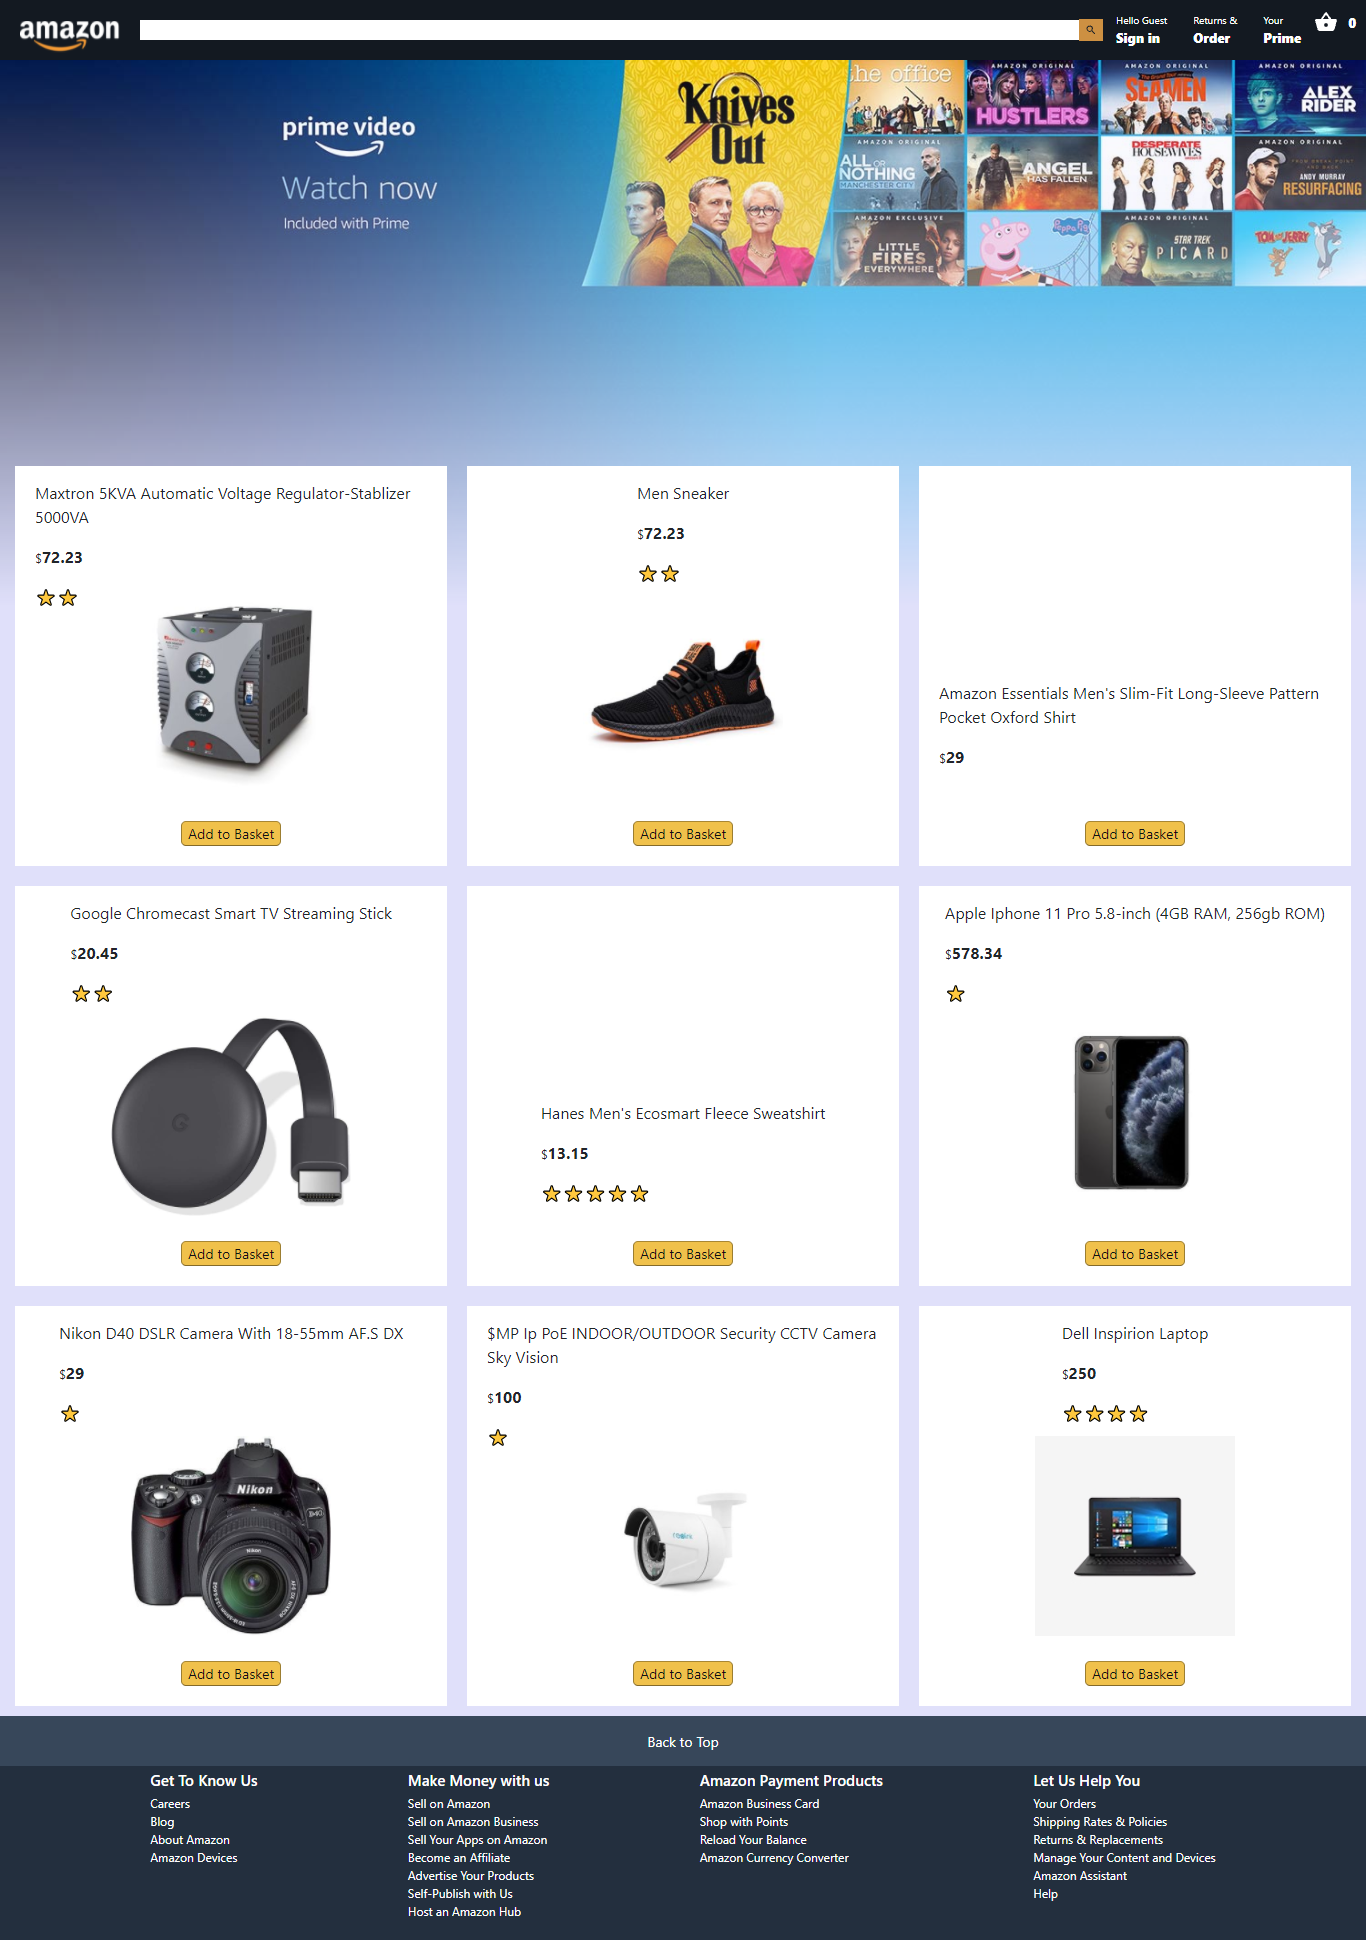 amazon
Hello Guest
Sign in
Returns &
Order
Your
Prime
0
prime video
Watch now
Included with Prime
Knives
Out
the office
AMAZON ORIGINAL
HUSTLERS
AMAZON ORIGINAL
The Grand Tour
SEAMEN
AMAZON ORIGINAL
ALEX
RIDER
AMAZON ORIGINAL
ALL OR
NOTHING
MANCHESTER CITY
ANGEL
HAS FALLEN
DESPERATE
HOUSEWIVES
AMAZON ORIGINAL
ANDY MURRAY
RESURFACING
AMAZON EXCLUSIVE
LITTLE
FIRES
EVERYWHERE
Peppa Pig
AMAZON ORIGINAL
STAR TREK
PICARD
TOM AND JERRY
Maxtron 5KVA Automatic Voltage Regulator-Stablizer
5000VA
$72.23
Add to Basket
Men Sneaker
$72.23
Add to Basket
Amazon Essentials Men's Slim-Fit Long-Sleeve Pattern
Pocket Oxford Shirt
$29
Add to Basket
Google Chromecast Smart TV Streaming Stick
$20.45
G
Add to Basket
Hanes Men's Ecosmart Fleece Sweatshirt
$13.15
Add to Basket
Apple Iphone 11 Pro 5.8-inch (4GB RAM, 256gb ROM)
$578.34
Add to Basket
Nikon D40 DSLR Camera With 18-55mm AF.S DX
$29
Nikon
D40
Nikon
Add to Basket
$MP Ip PoE INDOOR/OUTDOOR Security CCTV Camera
Sky Vision
$100
reolink
Add to Basket
Dell Inspirion Laptop
$250
Add to Basket
Back to Top
Get To Know Us
Careers
Blog
About Amazon
Amazon Devices
Make Money with us
Sell on Amazon
Sell on Amazon Business
Sell Your Apps on Amazon
Become an Affiliate
Advertise Your Products
Self-Publish with Us
Host an Amazon Hub
Amazon Payment Products
Amazon Business Card
Shop with Points
Reload Your Balance
Amazon Currency Converter
Let Us Help You
Your Orders
Shipping Rates & Policies
Returns & Replacements
Manage Your Content and Devices
Amazon Assistant
Help